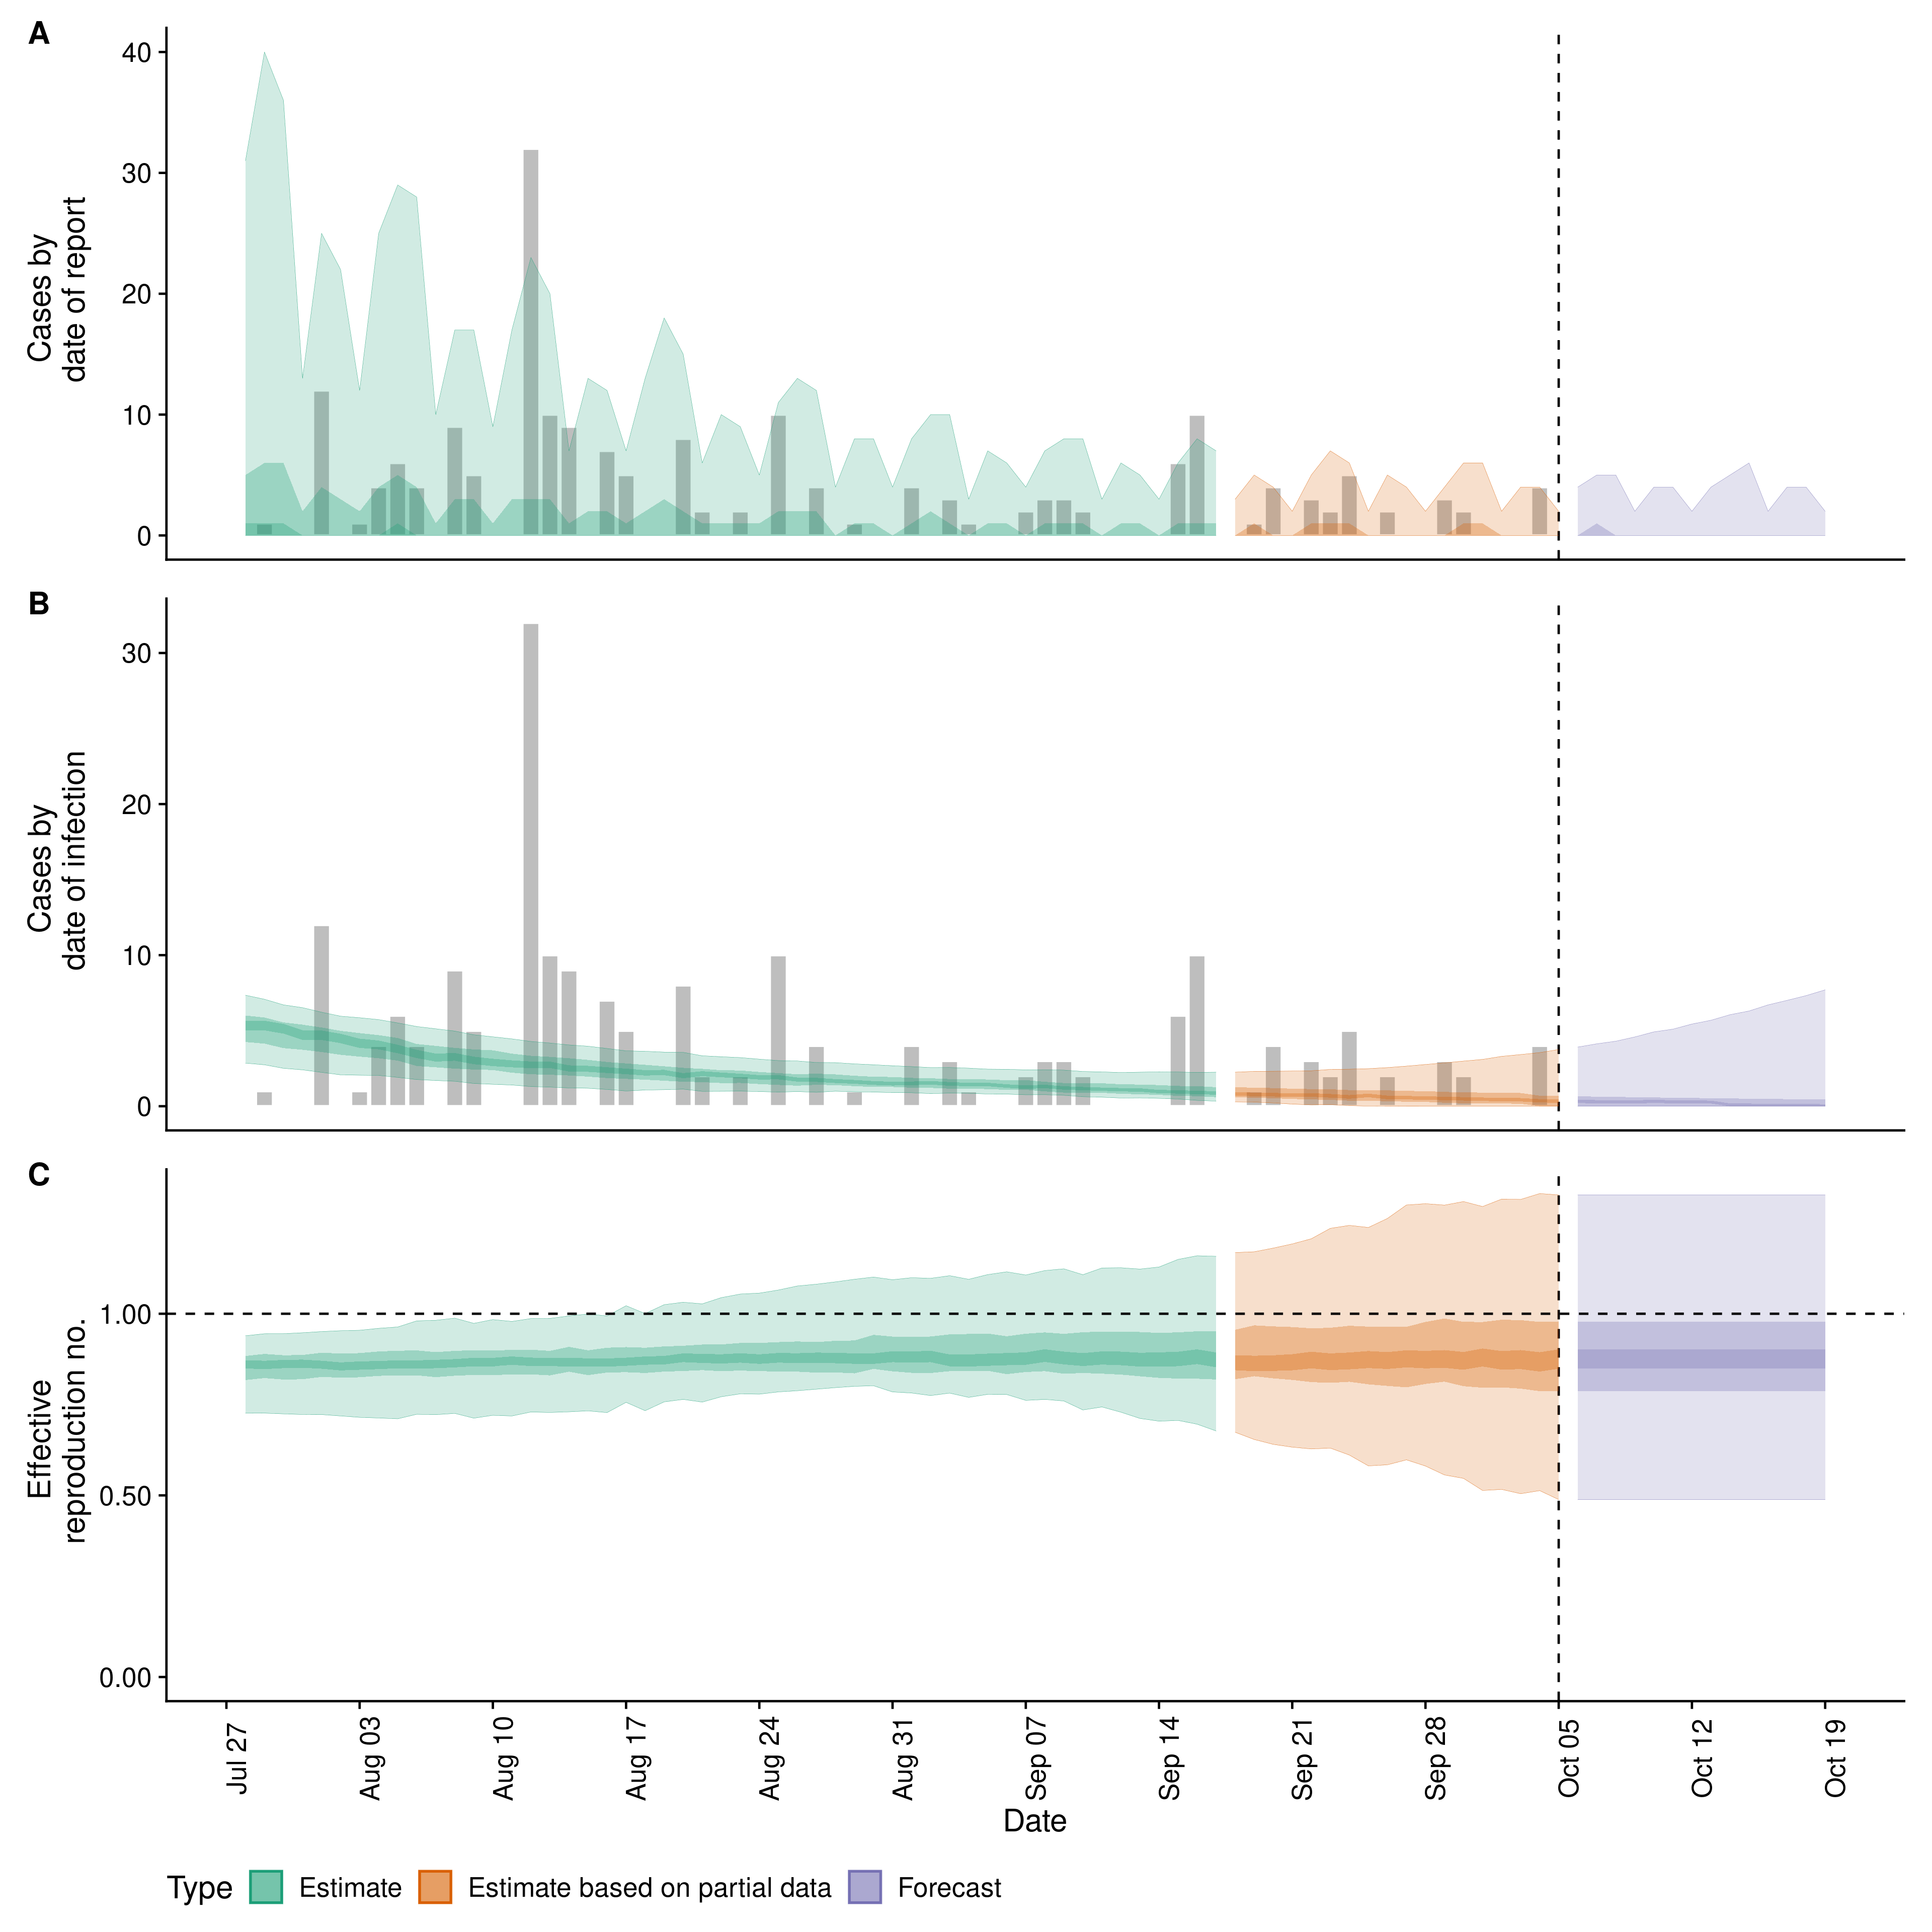 A
40
30
20
10
0
Cases by
date of report
B
30
20
10
0
Cases by
date of infection
C
1.00
0.50
0.00
Effective
reproduction no.
Jul 27
Aug 03
Aug 10
Aug 17
Aug 24
Aug 31
Sep 07
Sep 14
Sep 21
Sep 28
Oct 05
Oct 12
Oct 19
Date
Type Estimate Estimate based on partial data Forecast